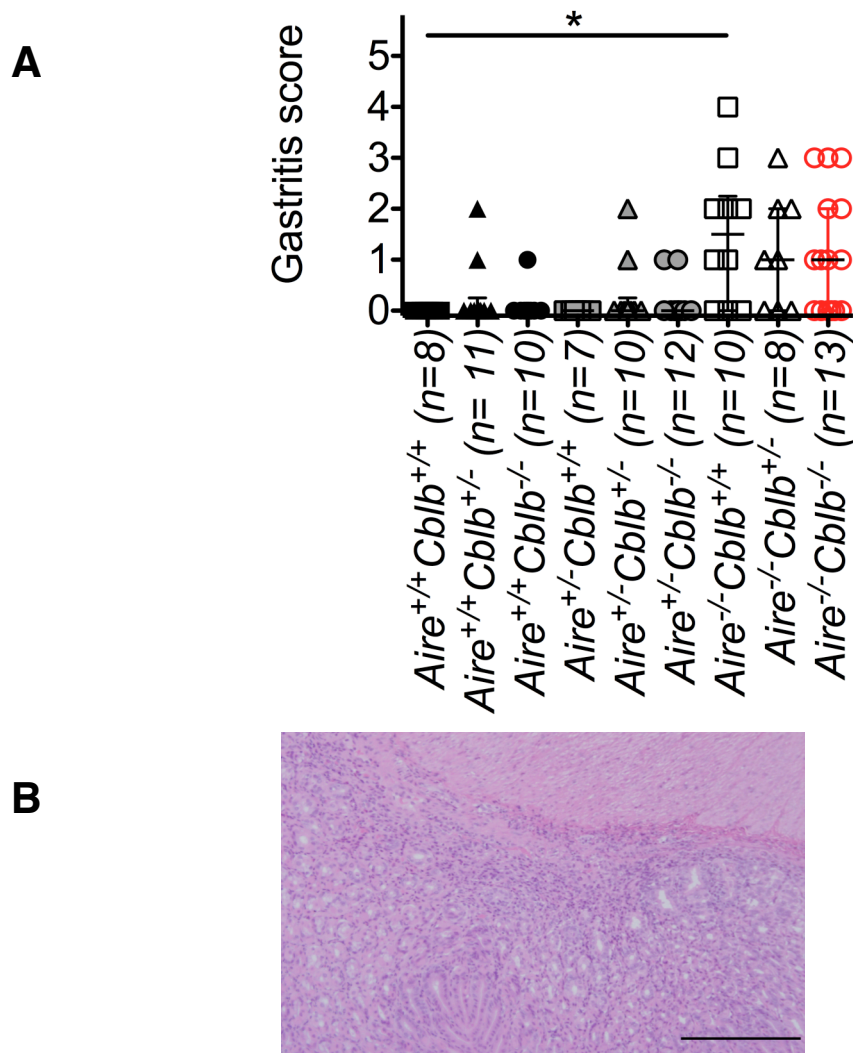 A
*
Gastritis score
5
4
3
2
1
0
Aire+/+Cblb+/+ (n=8)
Aire+/+Cblb+/- (n= 11)
Aire+/+Cblb-/- (n=10)
Aire+/-Cblb+/+ (n=7)
Aire+/-Cblb+/- (n=10)
Aire+/-Cblb-/- (n=12)
Aire-/-Cblb+/+ (n=10)
Aire-/-Cblb+/- (n=8)
Aire-/-Cblb-/- (n=13)
B